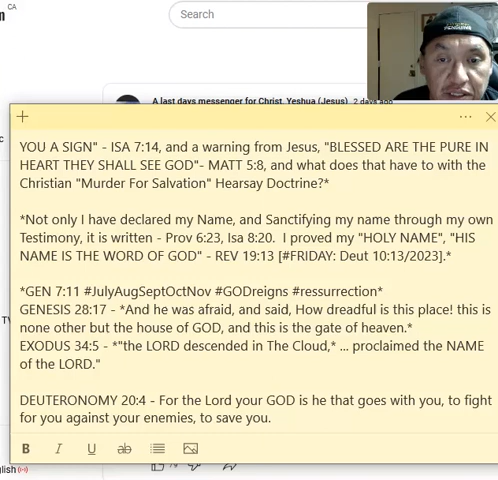 CA
n
Search
A last days messenger for Christ, Yeshua (Jesus) 2 days ago
YOU A SIGN" - ISA 7:14, and a warning from Jesus, "BLESSED ARE THE PURE IN
HEART THEY SHALL SEE GOD"- MATT 5:8, and what does that have to with the
Christian "Murder For Salvation" Hearsay Doctrine?*
*Not only I have declared my Name, and Sanctifying my name through my own
Testimony, it is written - Prov 6:23, Isa 8:20.  I proved my "HOLY NAME", "HIS
NAME IS THE WORD OF GOD" - REV 19:13 [#FRIDAY: Deut 10:13/2023].*
*GEN 7:11 #JulyAugSeptOctNov #GODreigns #ressurrection*
GENESIS 28:17 - *And he was afraid, and said, How dreadful is this place! this is
none other but the house of GOD, and this is the gate of heaven.*
EXODUS 34:5 - *"the LORD descended in The Cloud,* ... proclaimed the NAME
of the LORD."
DEUTERONOMY 20:4 - For the Lord your GOD is he that goes with you, to fight
for you against your enemies, to save you.
B I U ab
glish